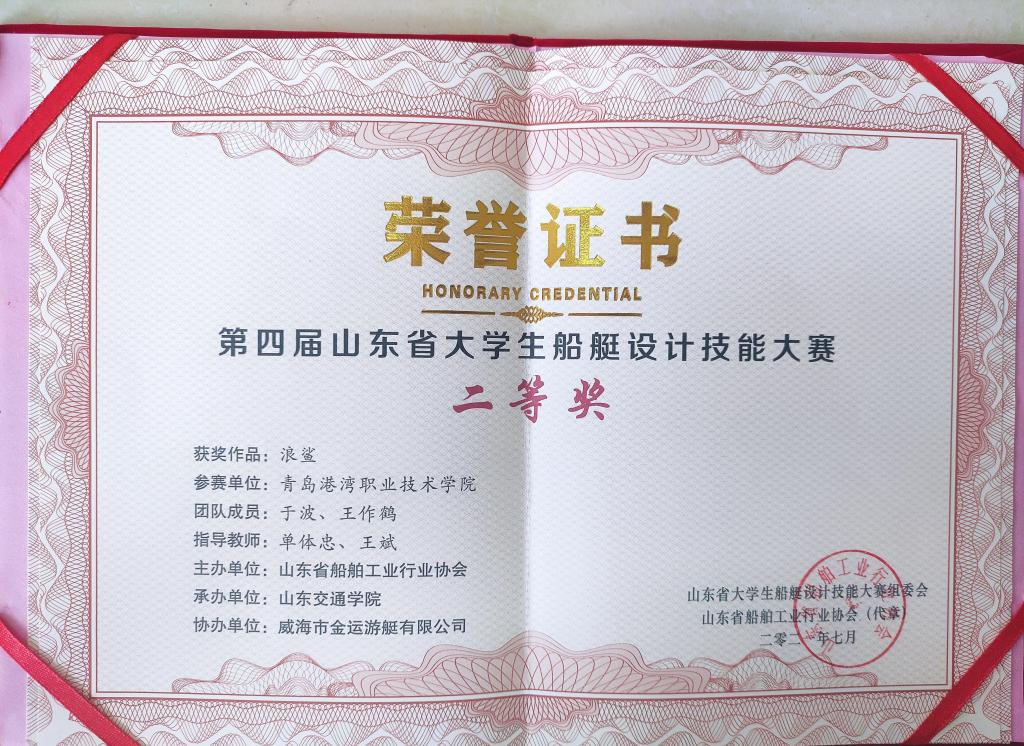 荣誉证书
HONORARY CREDENTIAL
第四届山东省大学生船艇设计技能大赛
二等奖
获奖作品：浪鲨
参赛单位：青岛港湾职业技术学院
团队成员：于波、王作鹤
指导教师：单体忠、王斌
主办单位：山东省船舶工业行业协会
承办单位：山东交通学院
协办单位：威海市金运游艇有限公司
山东省大学生船艇设计技能大赛组委会
山东省船舶工业行业协会（代章）
二零二 年七月